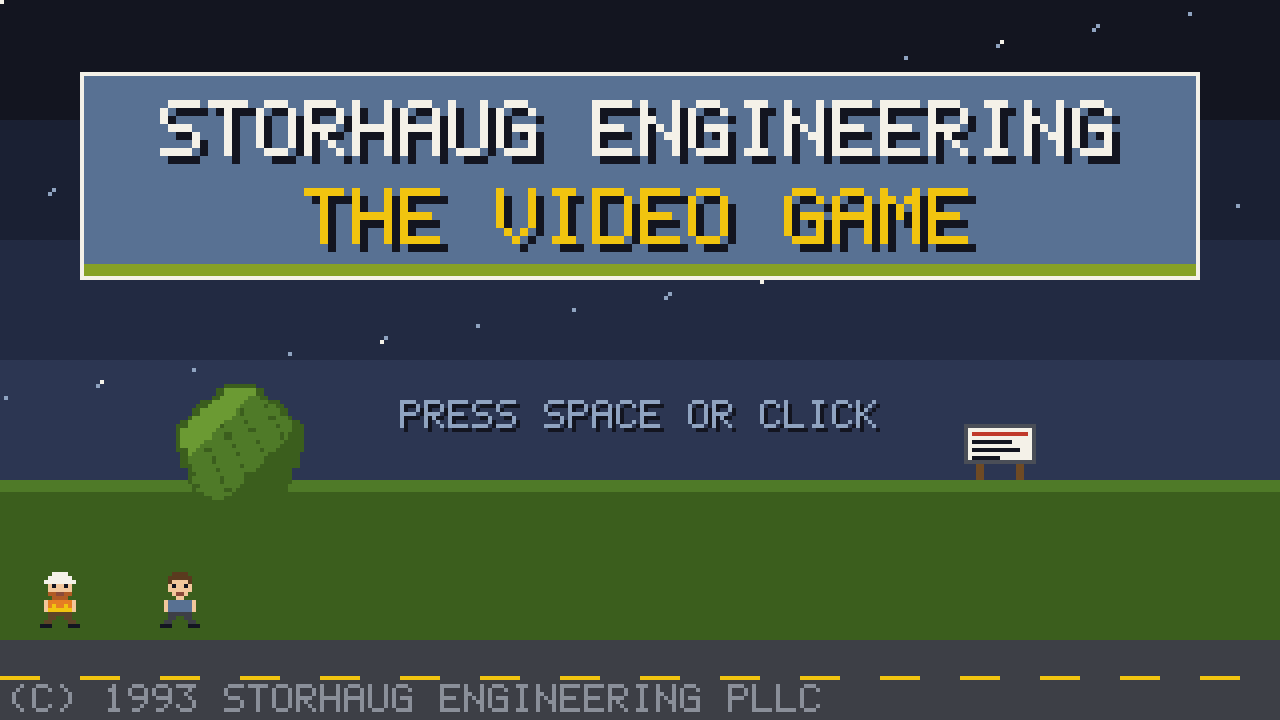 STORHAUG ENGINEERING
THE VIDEO GAME
PRESS SPACE OR CLICK
(C) 1993 STORHAUG ENGINEERING PLLC